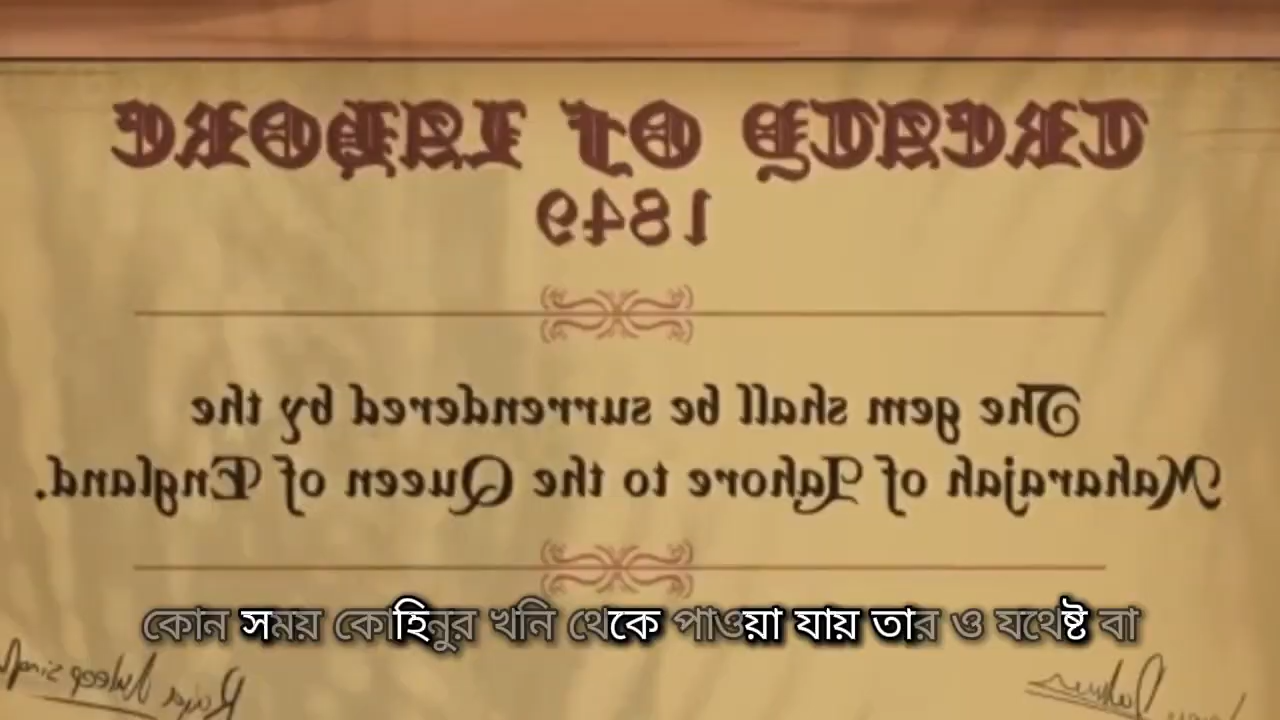 TREATY OF LAHORE
1849
The gem shall be surrendered by the
Maharajah of Lahore to the Queen of England.
কোন সময় কোহিনুর খনি থেকে পাওয়া যায় তার ও যথেষ্ট বা